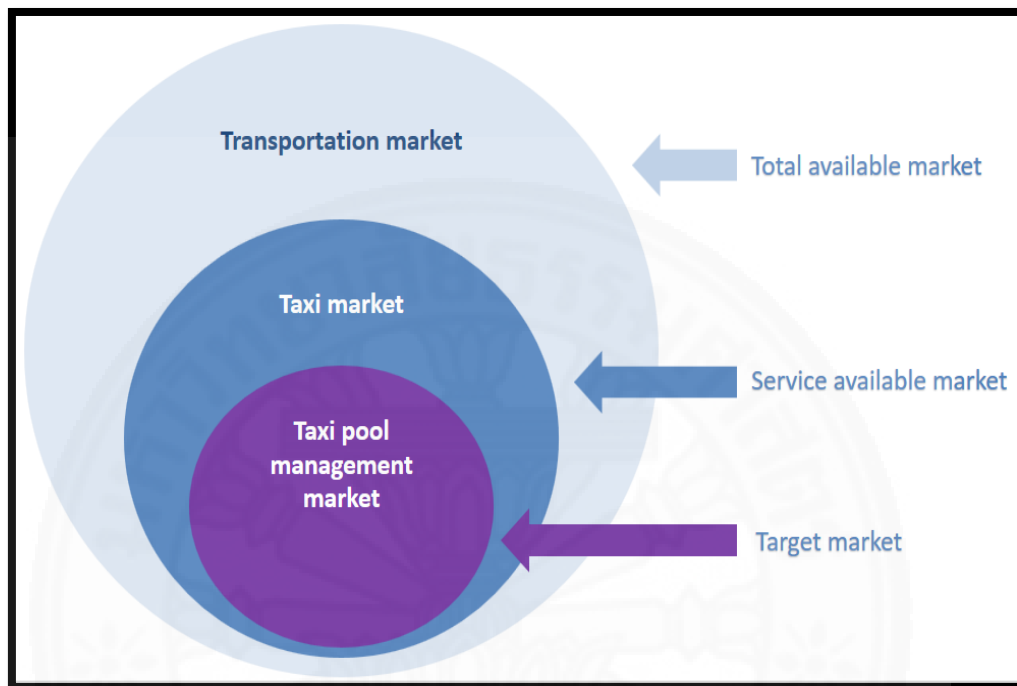 Transportation market
Total available market
Taxi market
Service available market
Taxi pool
management
market
Target market